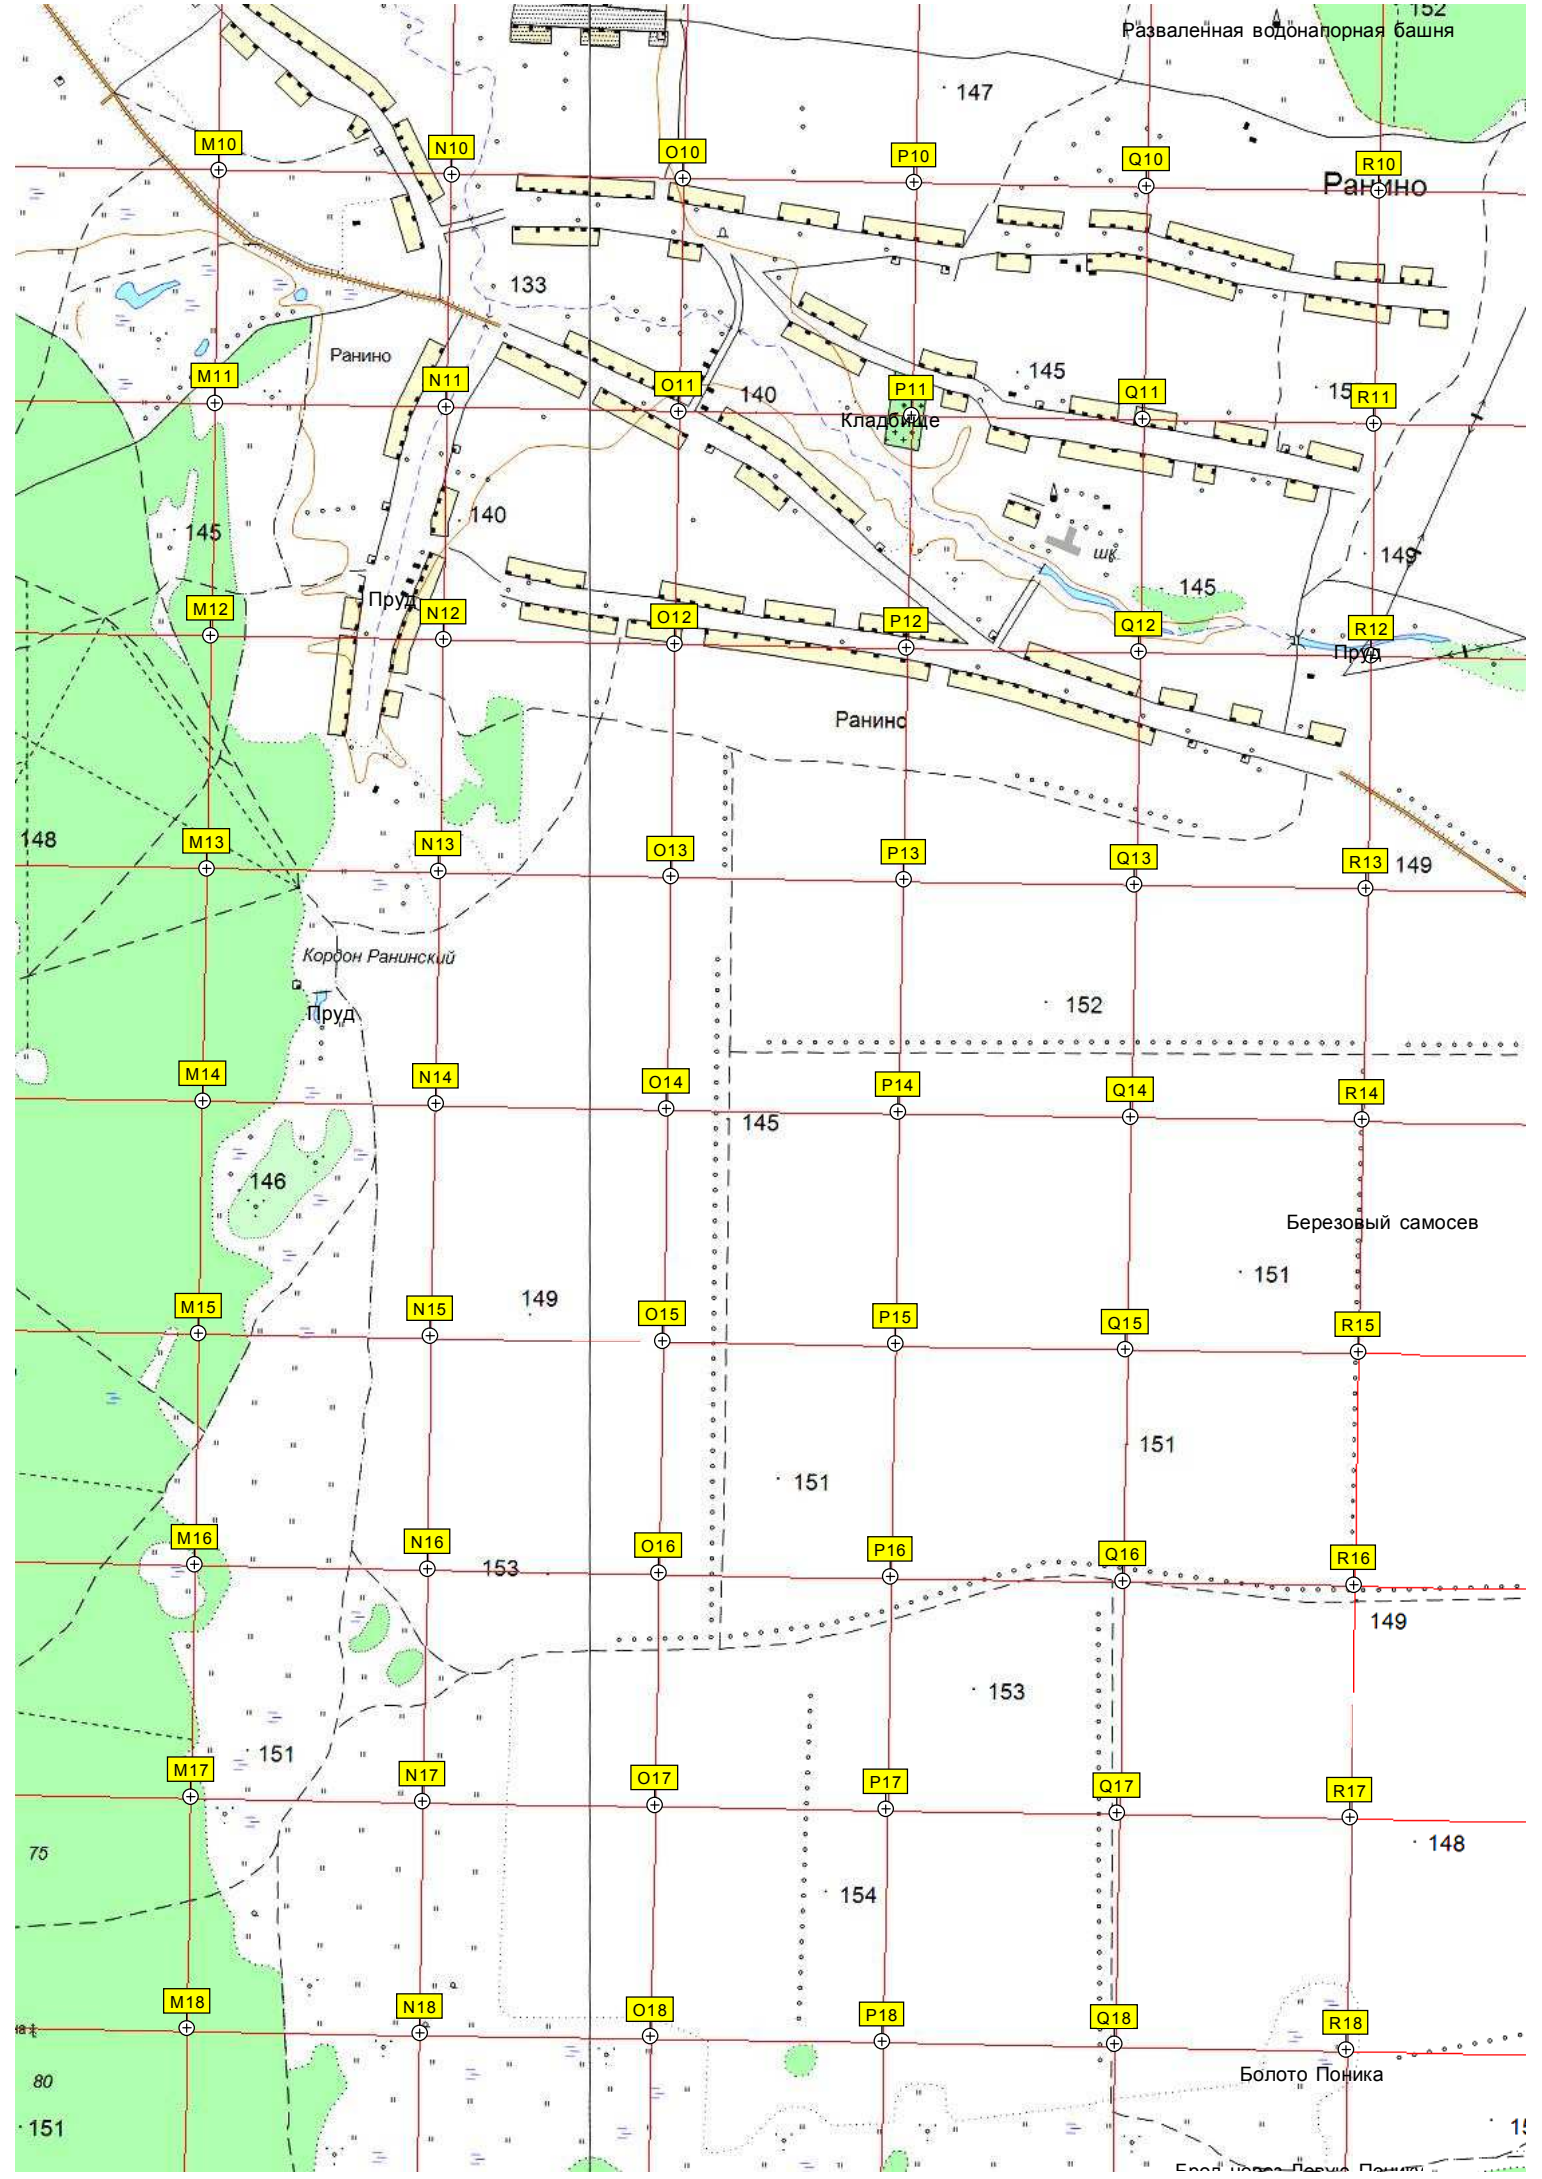 152
Разваленная водонапорная башня
147
M10
N10
O10
P10
Q10
R10
Ранино
133
Ранино
145
M11
N11
O11
140
P11
Q11
R11
Кладбище
140
145
шк.
149
145
Пруд
M12
N12
O12
P12
Q12
R12
Пруд
Ранино
148
M13
N13
O13
P13
Q13
R13
149
Кордон Ранинский
152
Пруд
M14
N14
O14
P14
Q14
R14
145
146
Березовый самосев
151
149
M15
N15
O15
P15
Q15
R15
151
151
M16
N16
153
O16
P16
Q16
R16
149
153
151
M17
N17
O17
P17
Q17
R17
148
75
154
M18
N18
O18
P18
Q18
R18
Болото Поника
80
151